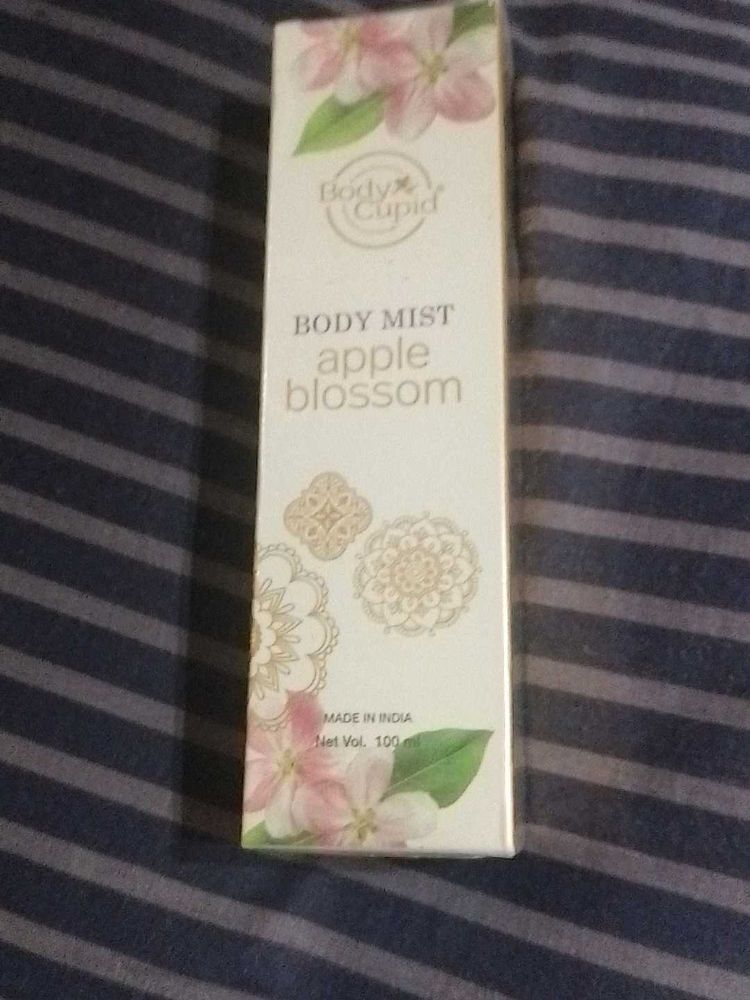 Body
Cupid
BODY MIST
apple
blossom
MADE IN INDIA
Net Vol. 100 ml